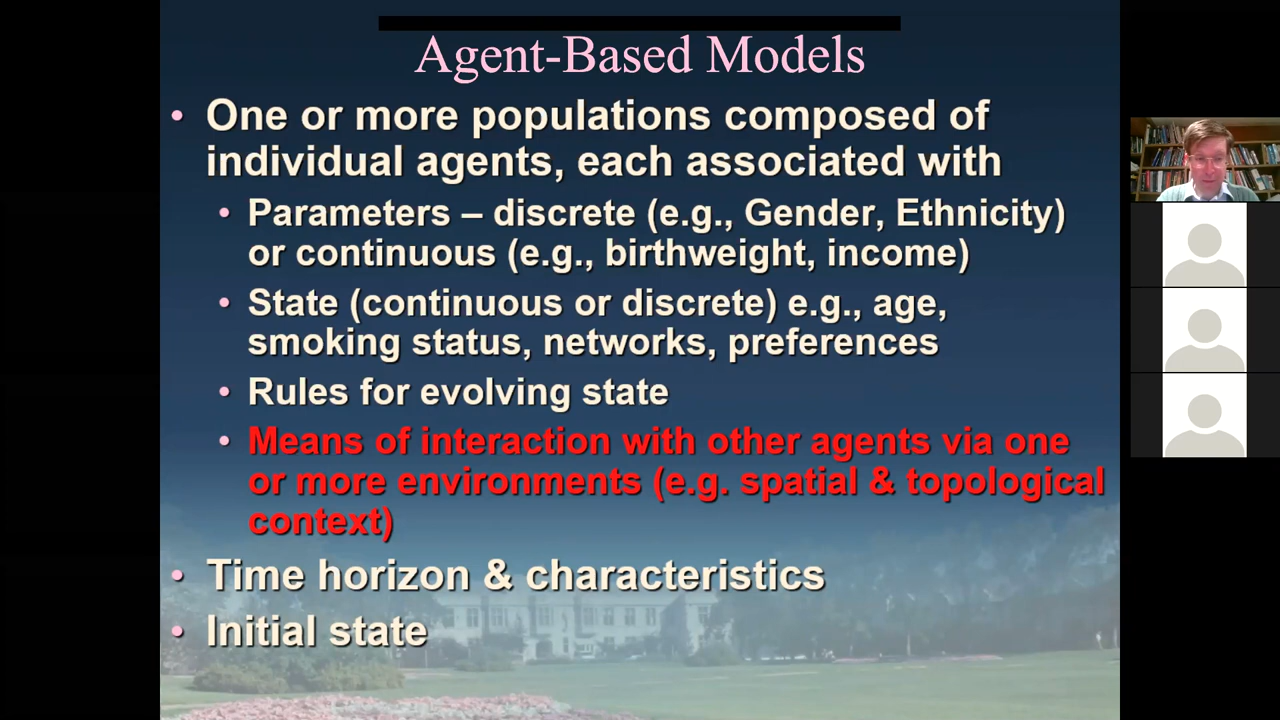 Agent-Based Models
• One or more populations composed of
individual agents, each associated with
• Parameters – discrete (e.g., Gender, Ethnicity)
or continuous (e.g., birthweight, income)
• State (continuous or discrete) e.g., age,
smoking status, networks, preferences
• Rules for evolving state
• Means of interaction with other agents via one
or more environments (e.g. spatial & topological
context)
• Time horizon & characteristics
• Initial state